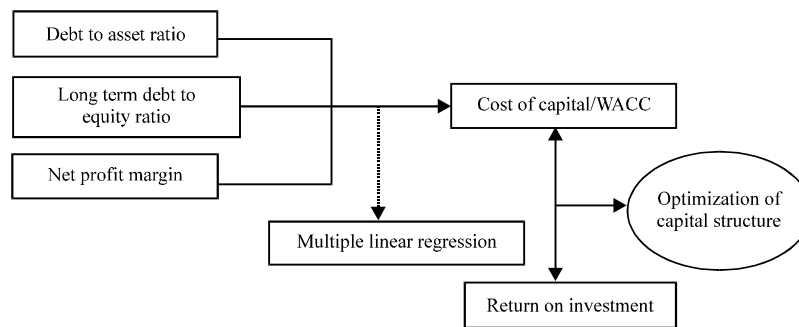 Debt to asset ratio
Long term debt to
equity ratio
Net profit margin
Cost of capital/WACC
Multiple linear regression
Optimization of
capital structure
Return on investment